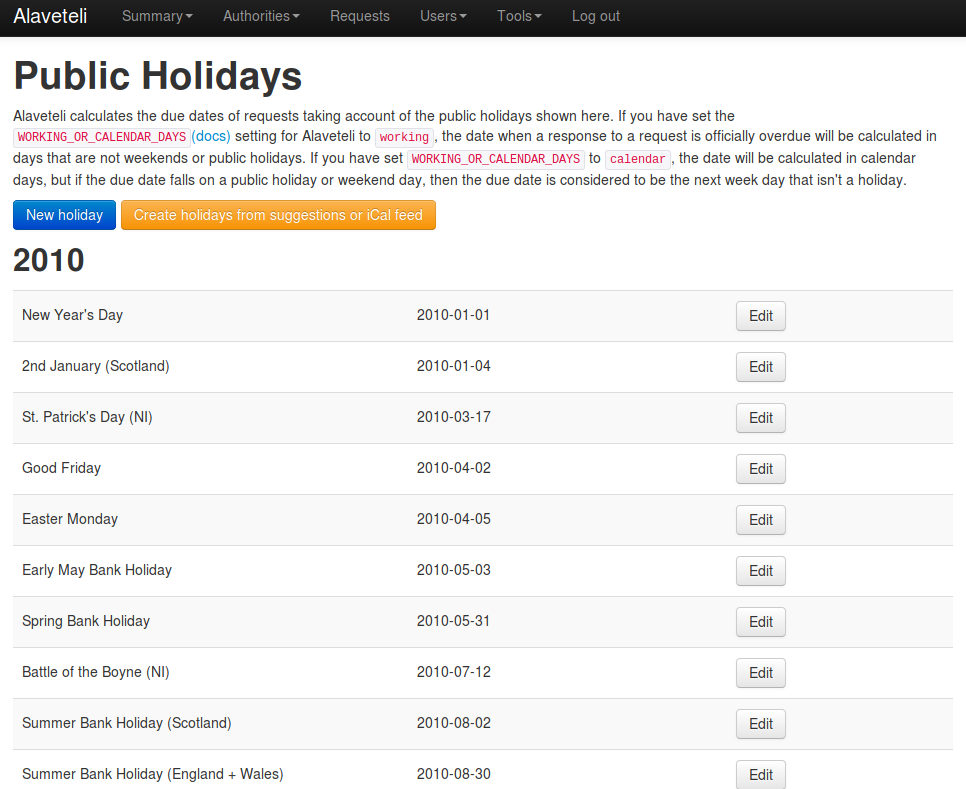 Alaveteli Summary Authorities Requests Users Tools Log out
Public Holidays
Alaveteli calculates the due dates of requests taking account of the public holidays shown here. If you have set the
WORKING_OR_CALENDAR_DAYS (docs) setting for Alaveteli to working, the date when a response to a request is officially overdue will be calculated in
days that are not weekends or public holidays. If you have set WORKING_OR_CALENDAR_DAYS to calendar, the date will be calculated in calendar
days, but if the due date falls on a public holiday or weekend day, then the due date is considered to be the next week day that isn't a holiday.
New holiday Create holidays from suggestions or iCal feed
2010
New Year's Day 2010-01-01 Edit
2nd January (Scotland) 2010-01-04 Edit
St. Patrick's Day (NI) 2010-03-17 Edit
Good Friday 2010-04-02 Edit
Easter Monday 2010-04-05 Edit
Early May Bank Holiday 2010-05-03 Edit
Spring Bank Holiday 2010-05-31 Edit
Battle of the Boyne (NI) 2010-07-12 Edit
Summer Bank Holiday (Scotland) 2010-08-02 Edit
Summer Bank Holiday (England + Wales) 2010-08-30 Edit